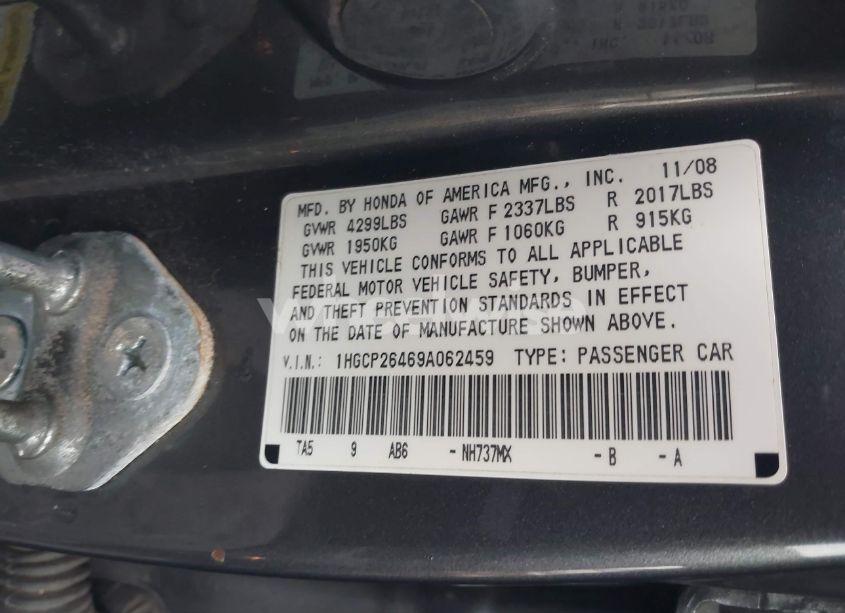 MFD. BY HONDA OF AMERICA MFG., INC. 11/08
GVWR 4299LBS GAWR F 2337LBS R 2017LBS
GVWR 1950KG GAWR F 1060KG R 915KG
THIS VEHICLE CONFORMS TO ALL APPLICABLE
FEDERAL MOTOR VEHICLE SAFETY, BUMPER,
AND THEFT PREVENTION STANDARDS IN EFFECT
ON THE DATE OF MANUFACTURE SHOWN ABOVE.
V.I.N.: 1HGCP26469A062459 TYPE: PASSENGER CAR
TA5 9 AB6 - NH737MX - B - A